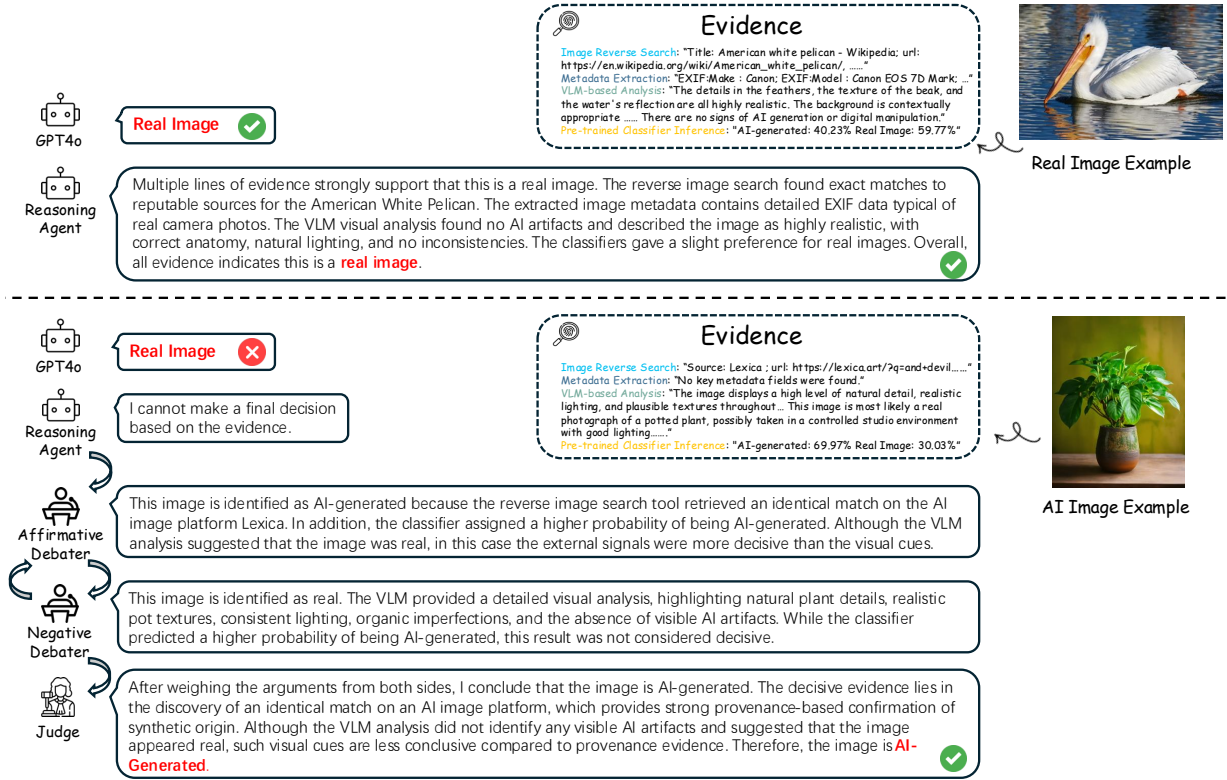 Evidence
Image Reverse Search: “Title: American white pelican - Wikipedia; url:
https://en.wikipedia.org/wiki/American_white_pelican/, ……”
Metadata Extraction: “EXIF:Make : Canon; EXIF:Model : Canon EOS 7D Mark; …”
VLM-based Analysis: “The details in the feathers, the texture of the beak, and
the water's reflection are all highly realistic. The background is contextually
appropriate …… There are no signs of AI generation or digital manipulation.”
Pre-trained Classifier Inference: "AI-generated: 40.23% Real Image: 59.77%”
Real Image Example
GPT4o
Real Image
Reasoning
Agent
Multiple lines of evidence strongly support that this is a real image. The reverse image search found exact matches to
reputable sources for the American White Pelican. The extracted image metadata contains detailed EXIF data typical of
real camera photos. The VLM visual analysis found no AI artifacts and described the image as highly realistic, with
correct anatomy, natural lighting, and no inconsistencies. The classifiers gave a slight preference for real images. Overall,
all evidence indicates this is a real image.
GPT4o
Real Image
Reasoning
Agent
I cannot make a final decision
based on the evidence.
Evidence
Image Reverse Search: “Source: Lexica ; url: https://lexica.art/?q=and+devil……”
Metadata Extraction: “No key metadata fields were found.”
VLM-based Analysis: “The image displays a high level of natural detail, realistic
lighting, and plausible textures throughout… This image is most likely a real
photograph of a potted plant, possibly taken in a controlled studio environment
with good lighting…….”
Pre-trained Classifier Inference: "AI-generated: 69.97% Real Image: 30.03%”
AI Image Example
Affirmative
Debater
This image is identified as AI-generated because the reverse image search tool retrieved an identical match on the AI
image platform Lexica. In addition, the classifier assigned a higher probability of being AI-generated. Although the VLM
analysis suggested that the image was real, in this case the external signals were more decisive than the visual cues.
Negative
Debater
This image is identified as real. The VLM provided a detailed visual analysis, highlighting natural plant details, realistic
pot textures, consistent lighting, organic imperfections, and the absence of visible AI artifacts. While the classifier
predicted a higher probability of being AI-generated, this result was not considered decisive.
Judge
After weighing the arguments from both sides, I conclude that the image is AI-generated. The decisive evidence lies in
the discovery of an identical match on an AI image platform, which provides strong provenance-based confirmation of
synthetic origin. Although the VLM analysis did not identify any visible AI artifacts and suggested that the image
appeared real, such visual cues are less conclusive compared to provenance evidence. Therefore, the image is AI-
Generated.